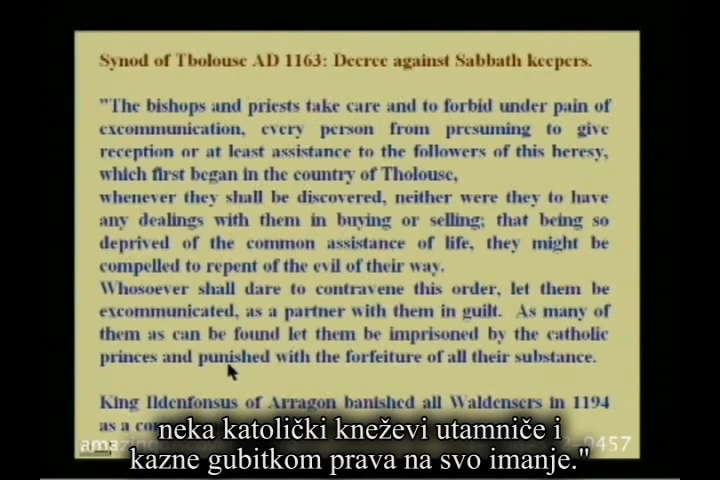 Synod of Tbolouse AD 1163: Decree against Sabbath keepers.
"The bishops and priests take care and to forbid under pain of
excommunication, every person from presuming to give
reception or at least assistance to the followers of this heresy,
which first began in the country of Tholouse,
whenever they shall be discovered, neither were they to have
any dealings with them in buying or selling; that being so
deprived of the common assistance of life, they might be
compelled to repent of the evil of their way.
Whosoever shall dare to contravene this order, let them be
excommunicated, as a partner with them in guilt. As many of
them as can be found let them be imprisoned by the catholic
princes and punished with the forfeiture of all their substance.
King Ildenfonsus of Arragon banished all Waldensers in 1194
as a
neka katolički kneževi utamniče i
kazne gubitkom prava na svo imanje."